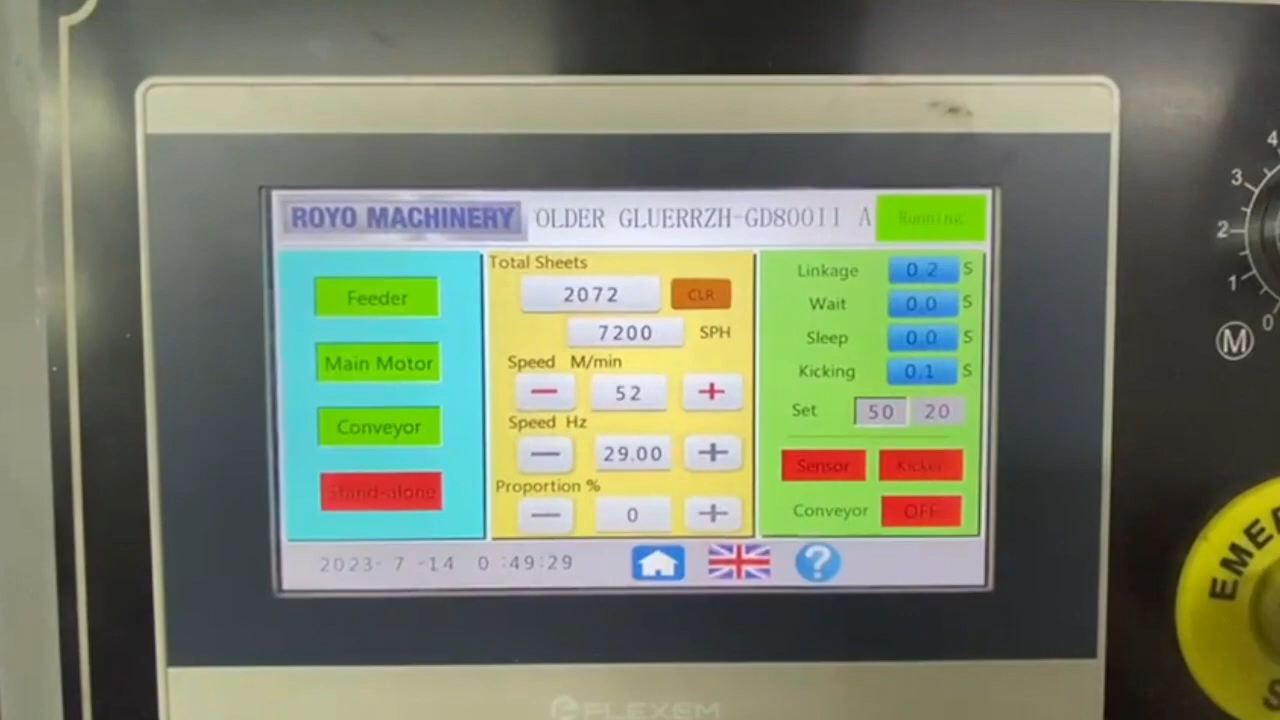 ROYO MACHINERY OLDER GLUERRZH-GD800II A Running
Feeder
Main Motor
Conveyor
Stand-alone
Total Sheets
2072 CLR
7200 SPH
Speed M/min
— 52 +
Speed Hz
— 29.00 +
Proportion %
— 0 +
Linkage 0.2 S
Wait 0.0 S
Sleep 0.0 S
Kicking 0.1 S
Set 50 20
Sensor Kicker
Conveyor OFF
2023- 7 -14 0:49:29 ?
4
3
2
1
0
M
EME
S
FLEXEM